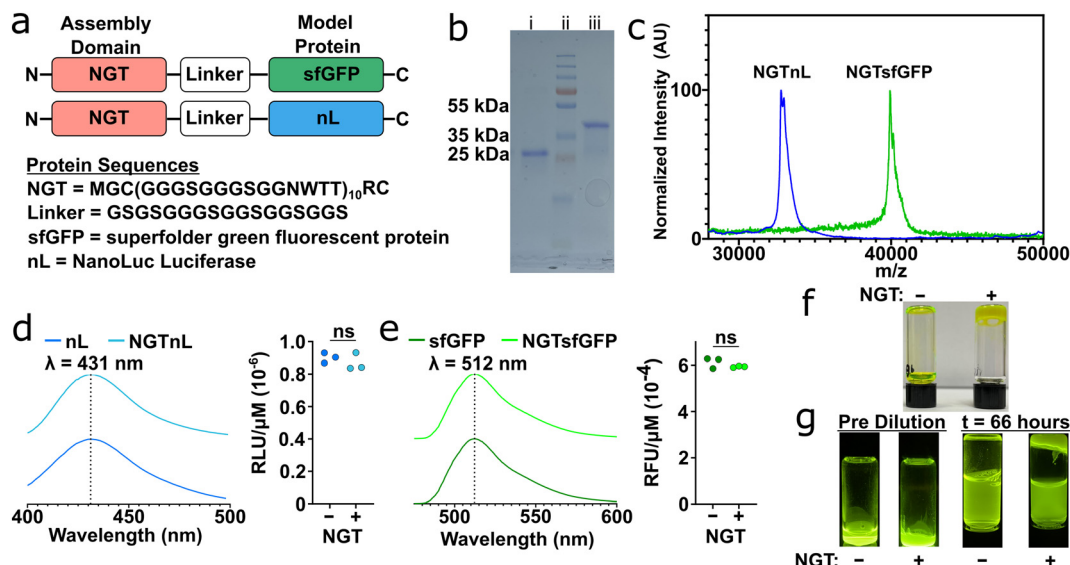 a
Assembly Domain
Model Protein
N NGT Linker sfGFP C
N NGT Linker nL C
Protein Sequences
NGT = MGC(GGGSGGGSGGNWTT)10RC
Linker = GSGSGGGSGGSGGSGGS
sfGFP = superfolder green fluorescent protein
nL = NanoLuc Luciferase
b
i ii iii
55 kDa
35 kDa
25 kDa
c
Normalized Intensity (AU)
100
0
NGTnL
NGTsfGFP
30000 40000 50000
m/z
d
nL NGTnL
λ = 431 nm
400 450 500
Wavelength (nm)
RLU/µM (10-6)
1.0
0.8
0.6
0.4
0.2
0
ns
− +
NGT
e
sfGFP NGTsfGFP
λ = 512 nm
500 550 600
Wavelength (nm)
RFU/µM (10-4)
6
4
2
0
ns
− +
NGT
f
NGT: − +
g
Pre Dilution t = 66 hours
NGT: − + − +